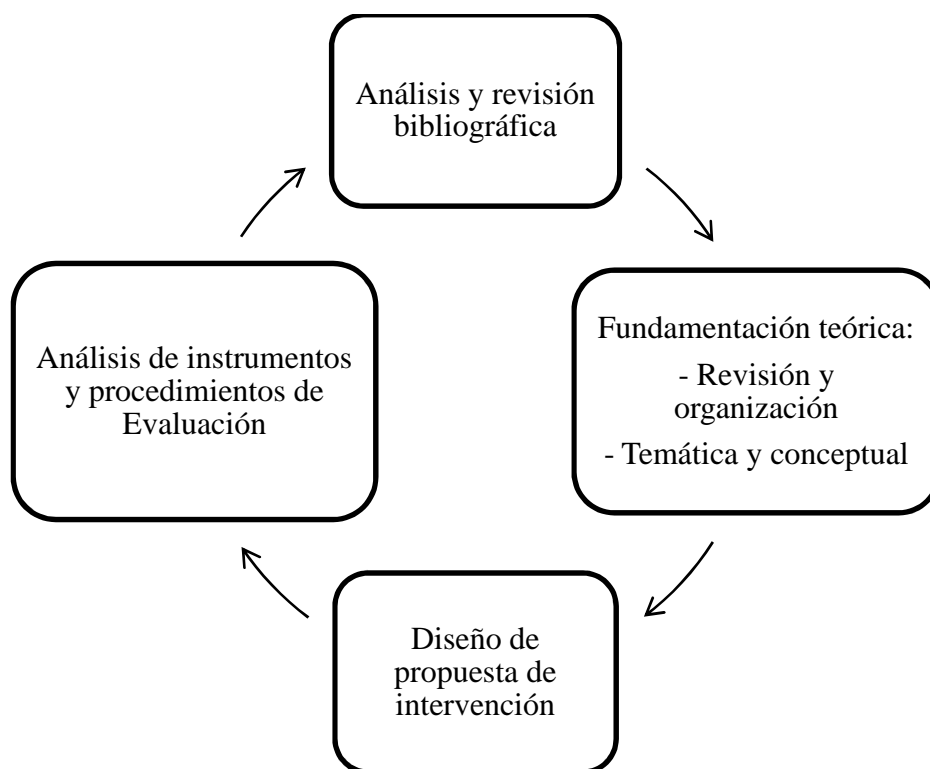 Análisis y revisión
bibliográfica
Fundamentación teórica:
- Revisión y
organización
- Temática y conceptual
Diseño de
propuesta de
intervención
Análisis de instrumentos
y procedimientos de
Evaluación